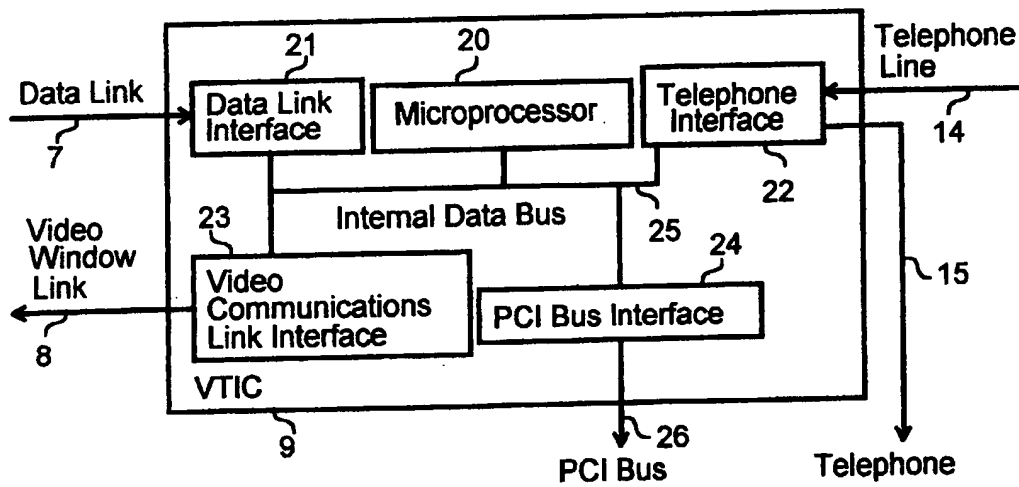 21
20
Telephone
Line
Data Link
Data Link
Interface
Microprocessor
Telephone
Interface
7
14
22
Internal Data Bus
25
23
24
Video
Window
Link
Video
Communications
Link Interface
PCI Bus Interface
15
8
VTIC
9
26
PCI Bus
Telephone